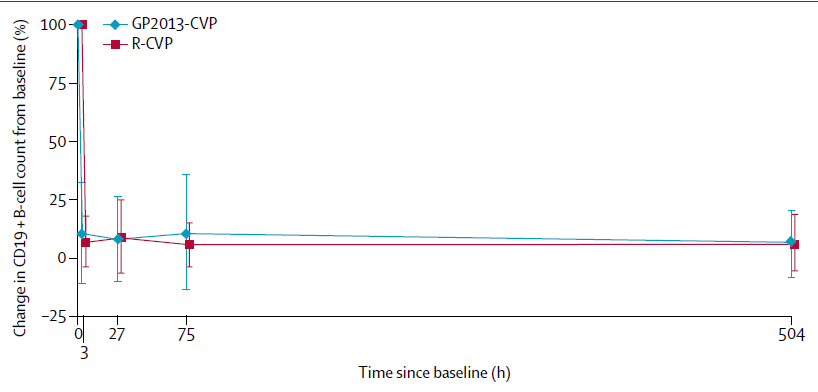 Change in CD19 + B-cell count from baseline (%)
100
75
50
25
0
−25
GP2013-CVP
R-CVP
0
3
27
75
504
Time since baseline (h)